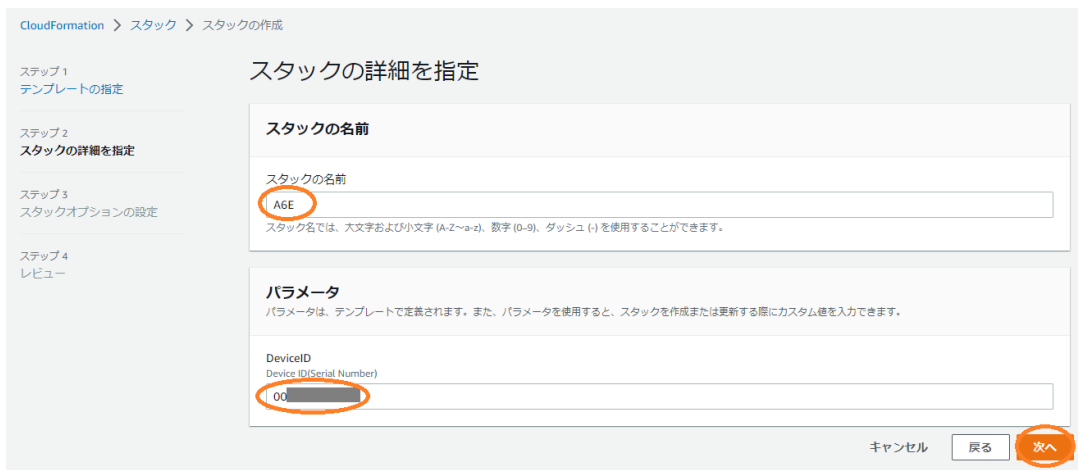 CloudFormation > スタック > スタックの作成
ステップ 1
テンプレートの指定
ステップ 2
スタックの詳細を指定
ステップ 3
スタックオプションの設定
ステップ 4
レビュー
スタックの詳細を指定
スタックの名前
スタックの名前
A6E
スタック名では、大文字および小文字 (A-Z~a-z)、数字 (0-9)、ダッシュ (-) を使用することができます。
パラメータ
パラメータは、テンプレートで定義されます。また、パラメータを使用すると、スタックを作成または更新する際にカスタム値を入力できます。
DeviceID
Device ID(Serial Number)
00
キャンセル 戻る 次へ